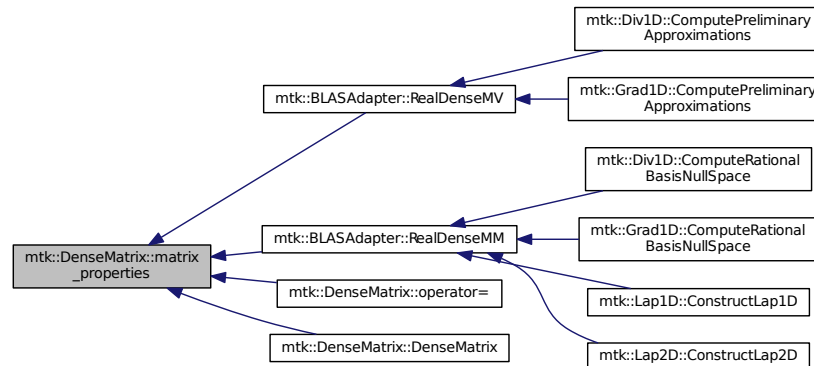 mtk::Div1D::ComputePreliminary
Approximations
mtk::BLASAdapter::RealDenseMV
mtk::Grad1D::ComputePreliminary
Approximations
mtk::Div1D::ComputeRational
BasisNullSpace
mtk::BLASAdapter::RealDenseMM
mtk::Grad1D::ComputeRational
BasisNullSpace
mtk::DenseMatrix::matrix
_properties
mtk::DenseMatrix::operator=
mtk::Lap1D::ConstructLap1D
mtk::DenseMatrix::DenseMatrix
mtk::Lap2D::ConstructLap2D